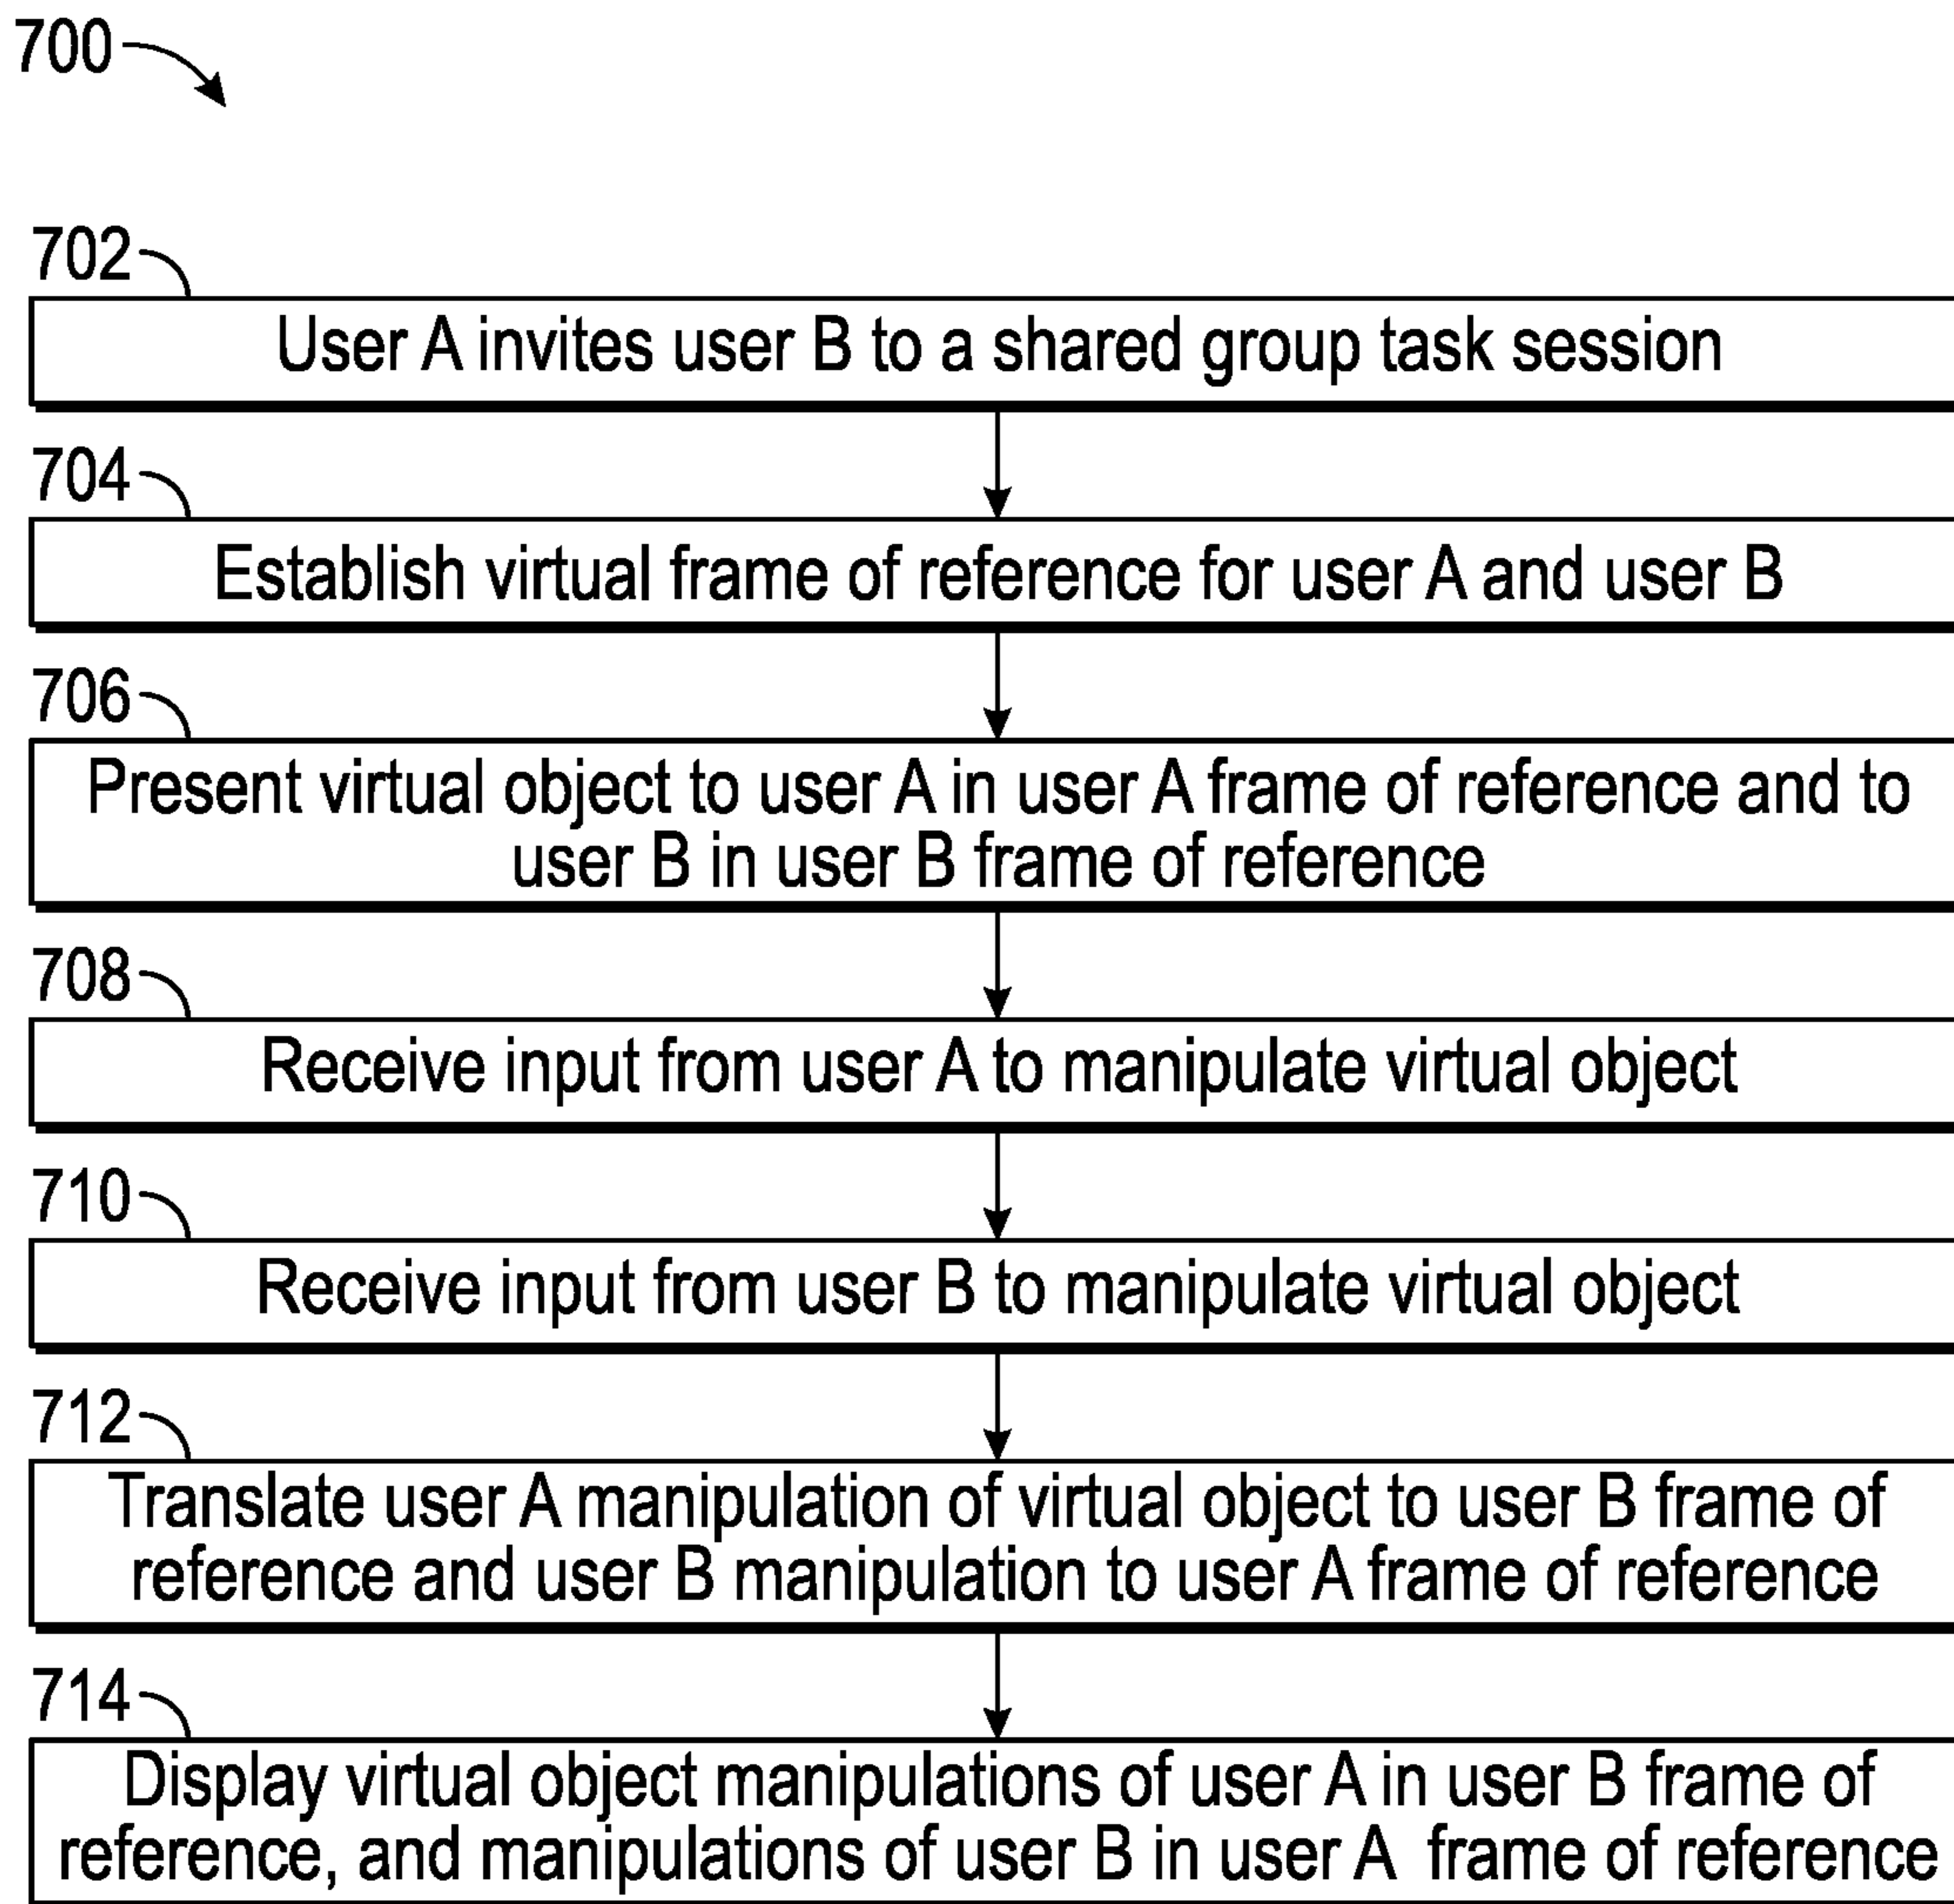 700
702
User A invites user B to a shared group task session
704
Establish virtual frame of reference for user A and user B
706
Present virtual object to user A in user A frame of reference and to
user B in user B frame of reference
708
Receive input from user A to manipulate virtual object
710
Receive input from user B to manipulate virtual object
712
Translate user A manipulation of virtual object to user B frame of
reference and user B manipulation to user A frame of reference
714
Display virtual object manipulations of user A in user B frame of
reference, and manipulations of user B in user A frame of reference